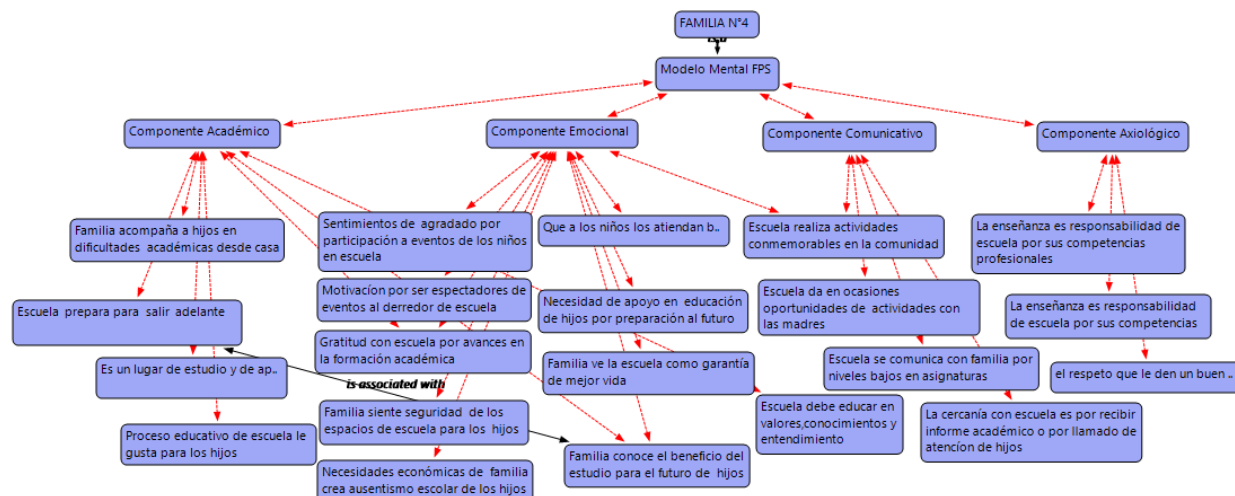 FAMILIA N°4
is a
Modelo Mental FPS
Componente Académico
Componente Emocional
Componente Comunicativo
Componente Axiológico
Familia acompaña a hijos en
dificultades académicas desde casa
Sentimientos de agradado por
participación a eventos de los niños
en escuela
Que a los niños los atiendan b..
Escuela realiza actividades
conmemorables en la comunidad
La enseñanza es responsabilidad de
escuela por sus competencias
profesionales
Motivacíon por ser espectadores de
eventos al derredor de escuela
Escuela da en ocasiones
oportunidades de actividades con
las madres
Necesidad de apoyo en educación
de hijos por preparación al futuro
Escuela prepara para salir adelante
La enseñanza es responsabilidad
de escuela por sus competencias
Gratitud con escuela por avances en
la formación académica
Es un lugar de estudio y de ap..
Familia ve la escuela como garantía
de mejor vida
Escuela se comunica con familia por
niveles bajos en asignaturas
el respeto que le den un buen ..
is associated with
Escuela debe educar en
valores,conocimientos y
entendimiento
Familia siente seguridad de los
espacios de escuela para los hijos
La cercanía con escuela es por recibir
informe académico o por llamado de
atencíon de hijos
Proceso educativo de escuela le
gusta para los hijos
Familia conoce el beneficio del
estudio para el futuro de hijos
Necesidades económicas de familia
crea ausentismo escolar de los hijos